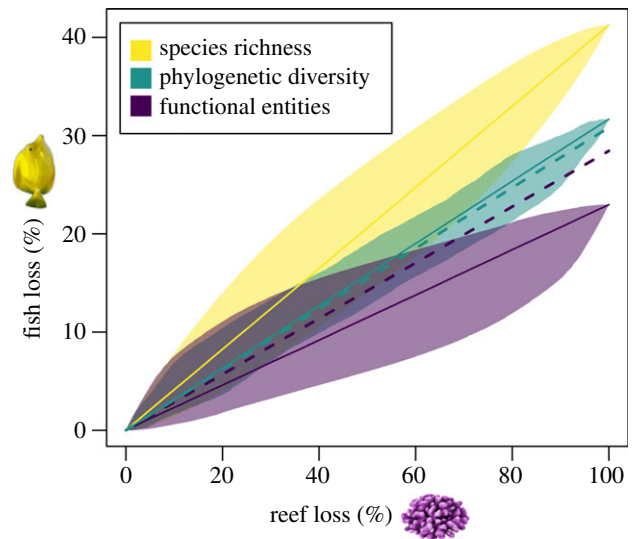 40
30
20
10
0
fish loss (%)
species richness
phylogenetic diversity
functional entities
0 20 40 60 80 100
reef loss (%)